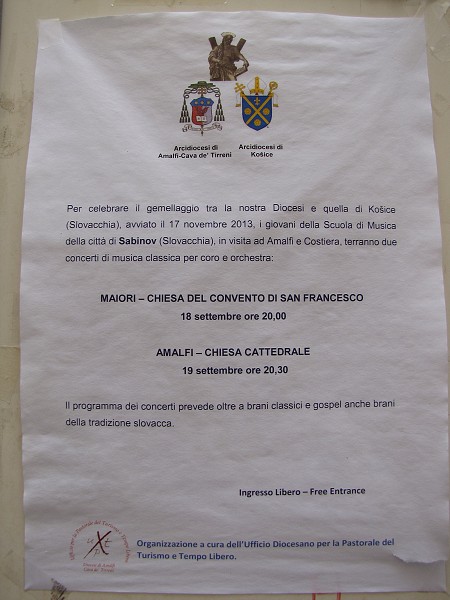 Arcidiocesi di
Amalfi-Cava de' Tirreni
Arcidiocesi di
Košice
Per celebrare il gemellaggio tra la nostra Diocesi e quella di Košice
(Slovacchia), avviato il 17 novembre 2013, i giovani della Scuola di Musica
della città di Sabinov (Slovacchia), in visita ad Amalfi e Costiera, terranno due
concerti di musica classica per coro e orchestra:
MAIORI – CHIESA DEL CONVENTO DI SAN FRANCESCO
18 settembre ore 20,00
AMALFI – CHIESA CATTEDRALE
19 settembre ore 20,30
Il programma dei concerti prevede oltre a brani classici e gospel anche brani
della tradizione slovacca.
Ingresso Libero – Free Entrance
Organizzazione a cura dell'Ufficio Diocesano per la Pastorale del
Turismo e Tempo Libero.